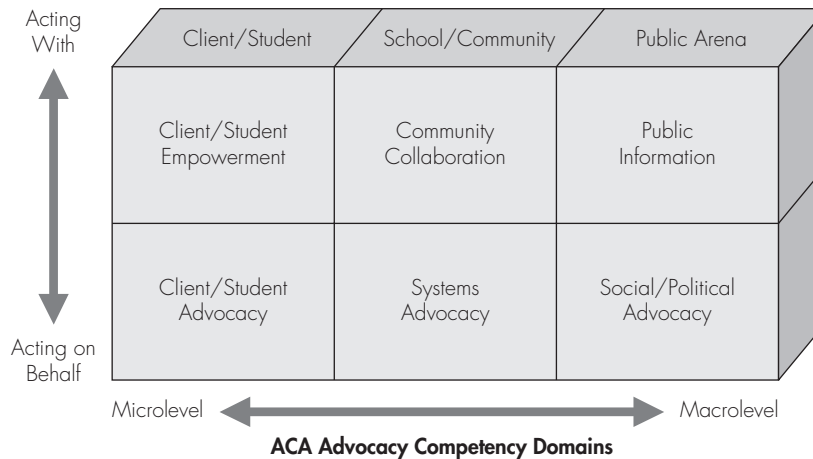 Acting
With
Client/Student
School/Community
Public Arena
Client/Student
Empowerment
Community
Collaboration
Public
Information
Client/Student
Advocacy
Systems
Advocacy
Social/Political
Advocacy
Acting on
Behalf
Microlevel
Macrolevel
ACA Advocacy Competency Domains